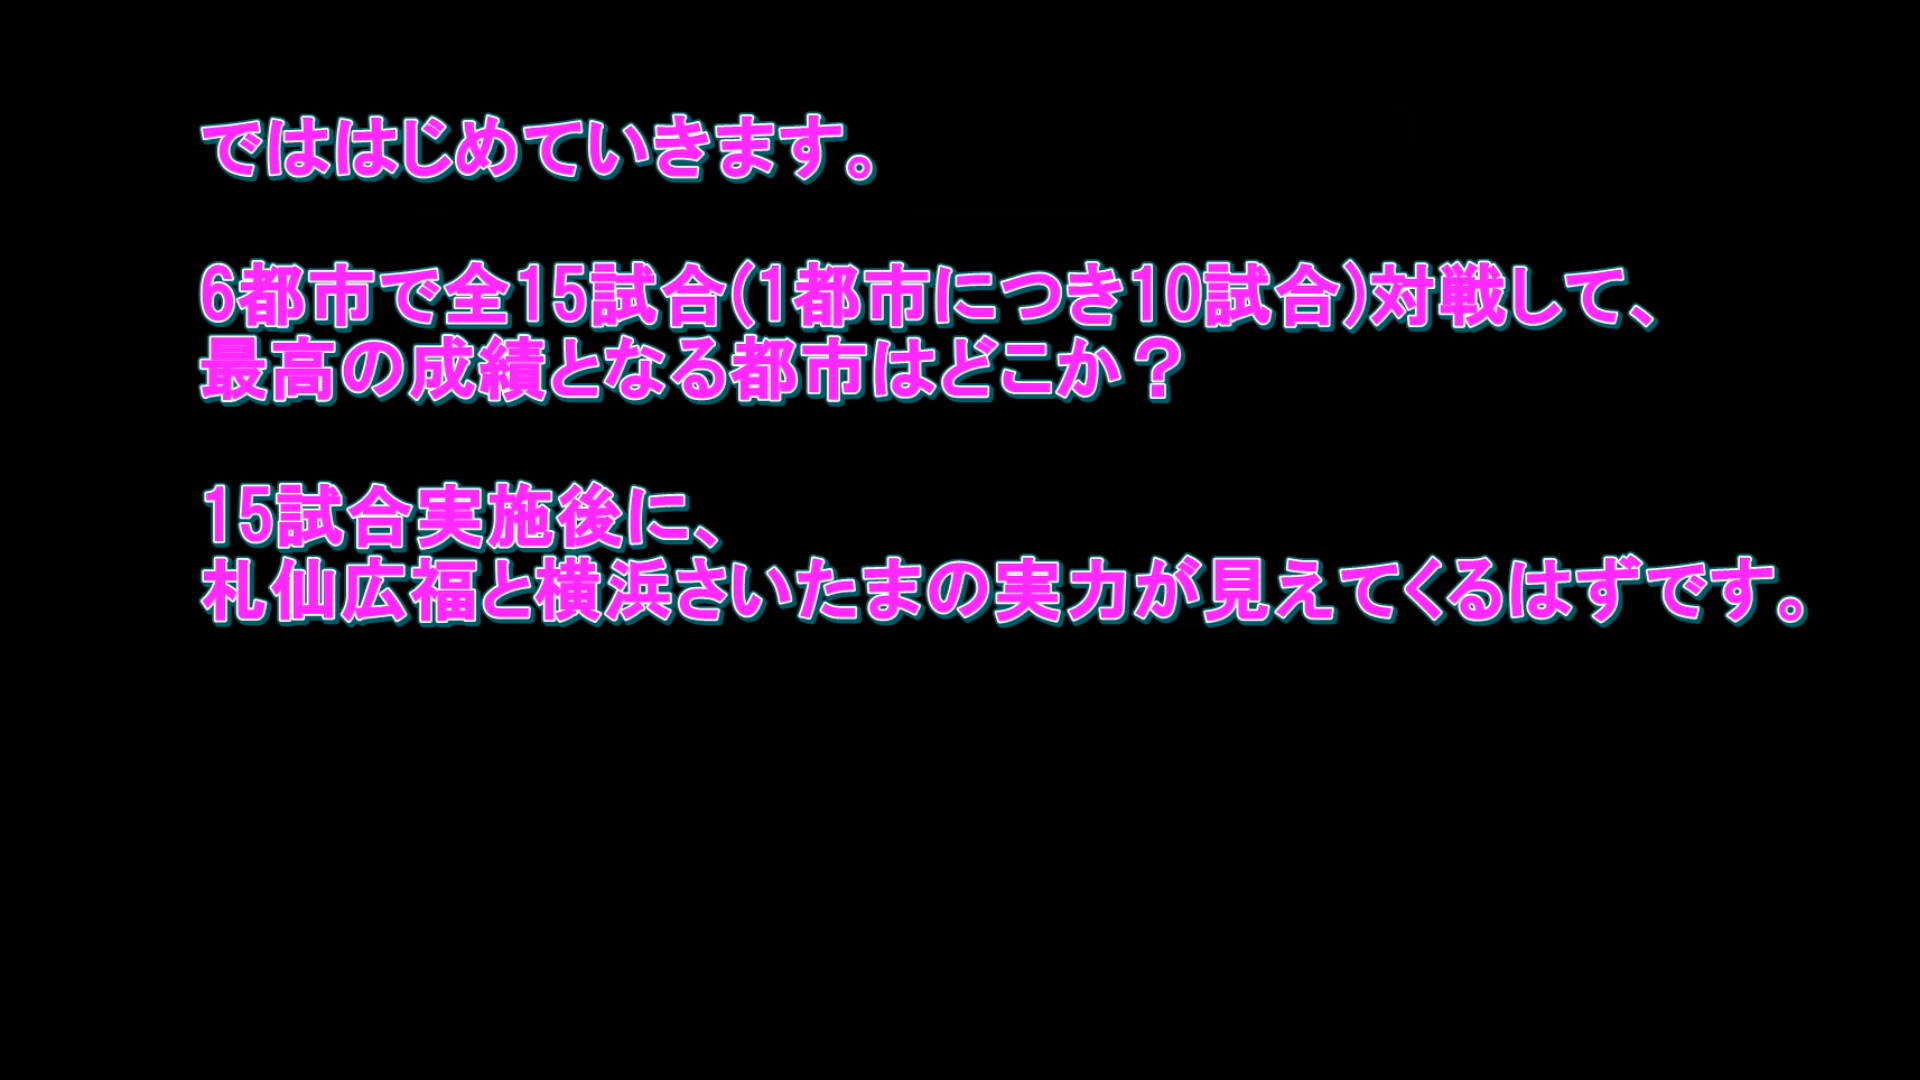 でははじめていきます。
6都市で全15試合(1都市につき10試合)対戦して、
最高の成績となる都市はどこか？
15試合実施後に、
札仙広福と横浜さいたまの実力が見えてくるはずです。